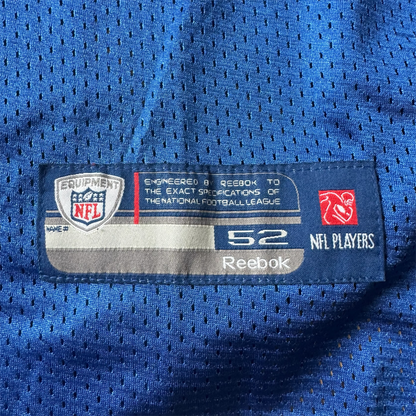 EQUIPMENT
NFL
ENGINEERED BY REEBOK TO
THE EXACT SPECIFICATIONS OF
THE NATIONAL FOOTBALL LEAGUE
NAME#
52
Reebok
NFL PLAYERS